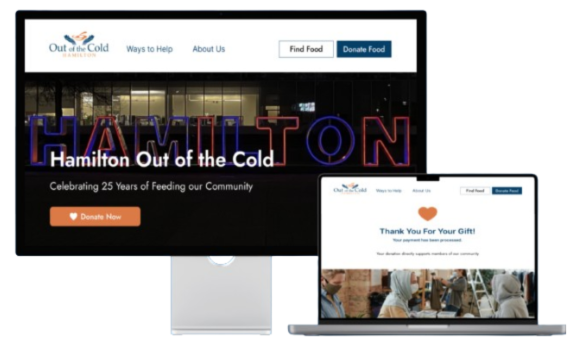 Out of the Cold
HAMILTON
Ways to Help
About Us
Find Food
Donate Food
HAMILTON
Hamilton Out of the Cold
Celebrating 25 Years of Feeding our Community
Donate Now
Out of the Cold
Ways to Help
About Us
Find Food
Donate Food
Thank You For Your Gift!
Your payment has been processed.
Your donation directly supports members of our community